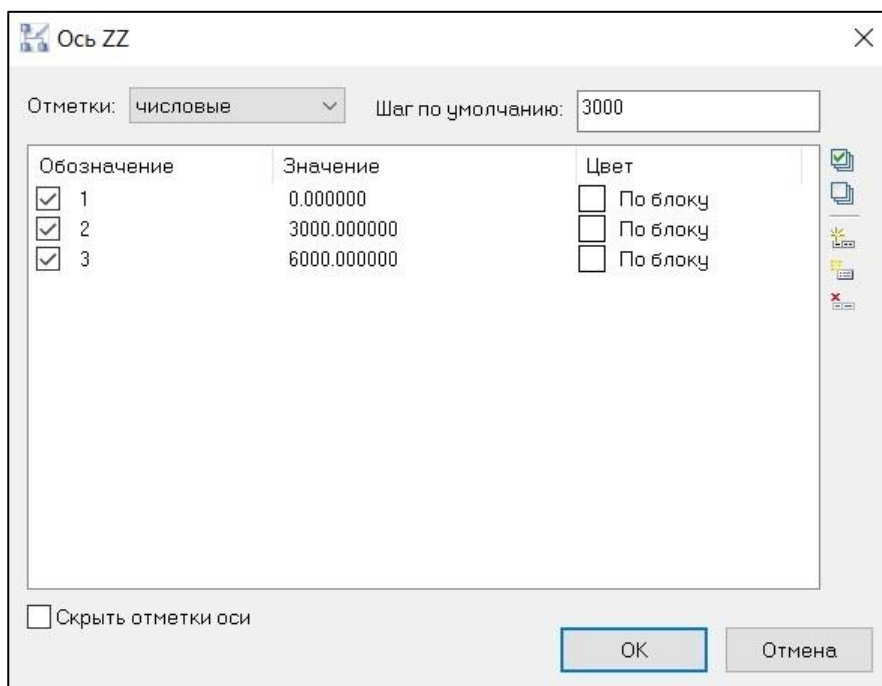 Ось ZZ
Отметки: числовые Шаг по умолчанию: 3000
Обозначение Значение Цвет
1 0.000000 По блоку
2 3000.000000 По блоку
3 6000.000000 По блоку
Скрыть отметки оси
OK Отмена